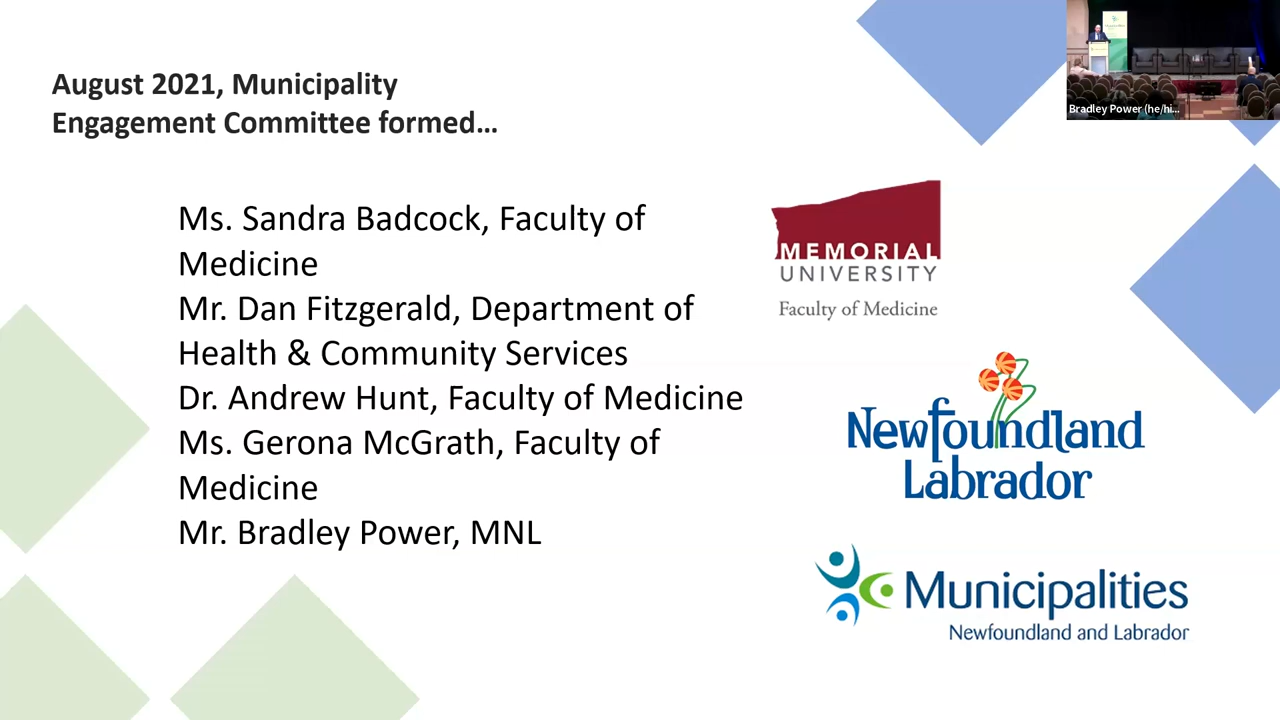 August 2021, Municipality
Engagement Committee formed...
Bradley Power (he/hi...
Ms. Sandra Badcock, Faculty of
Medicine
Mr. Dan Fitzgerald, Department of
Health & Community Services
Dr. Andrew Hunt, Faculty of Medicine
Ms. Gerona McGrath, Faculty of
Medicine
Mr. Bradley Power, MNL
MEMORIAL
UNIVERSITY
Faculty of Medicine
Newfoundland
Labrador
Municipalities
Newfoundland and Labrador